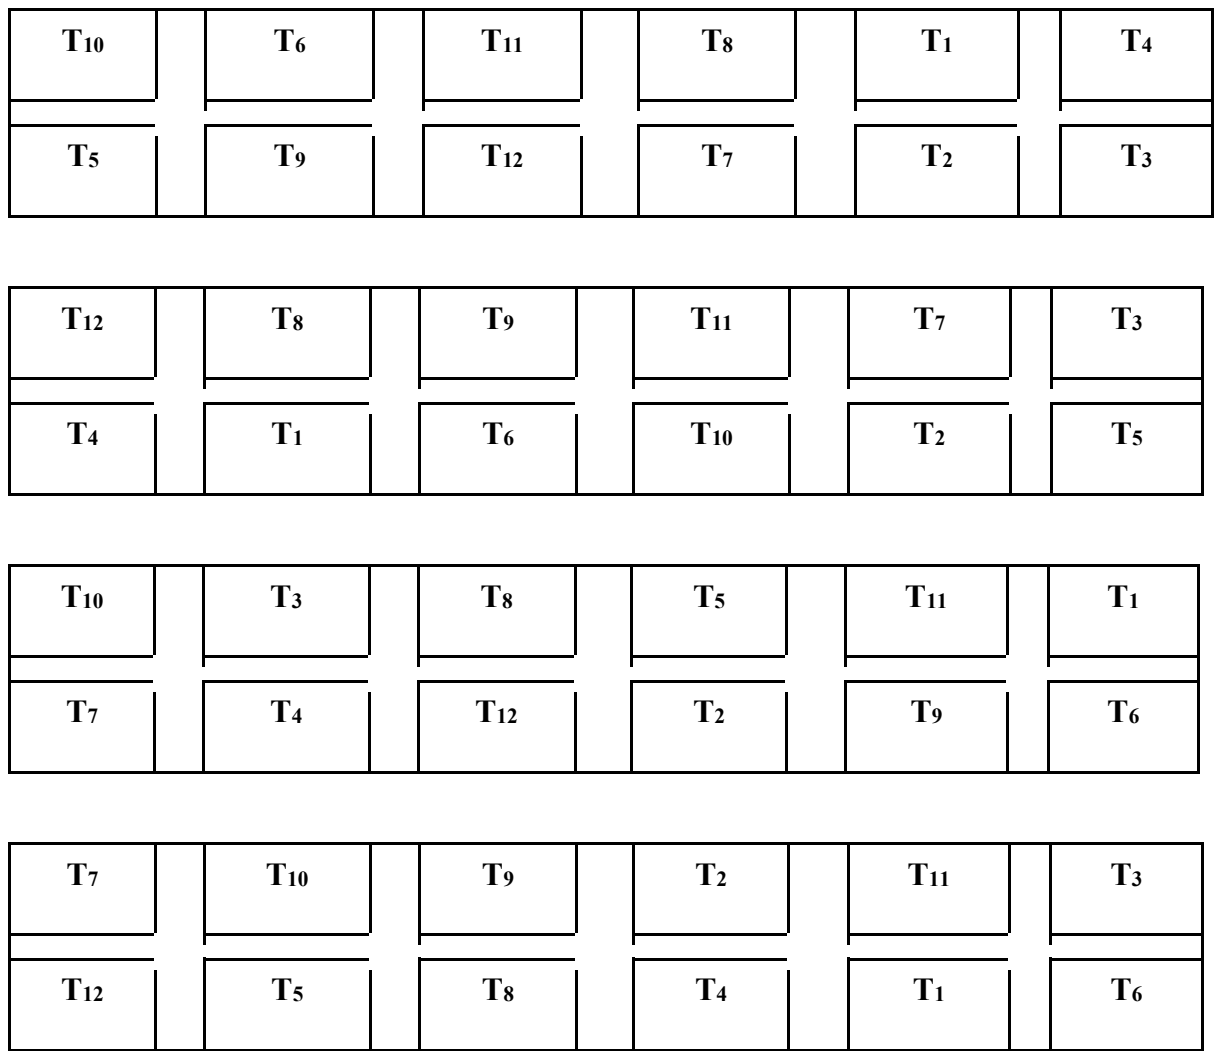 T10 T6 T11 T8 T1 T4
T5 T9 T12 T7 T2 T3
T12 T8 T9 T11 T7 T3
T4 T1 T6 T10 T2 T5
T10 T3 T8 T5 T11 T1
T7 T4 T12 T2 T9 T6
T7 T10 T9 T2 T11 T3
T12 T5 T8 T4 T1 T6